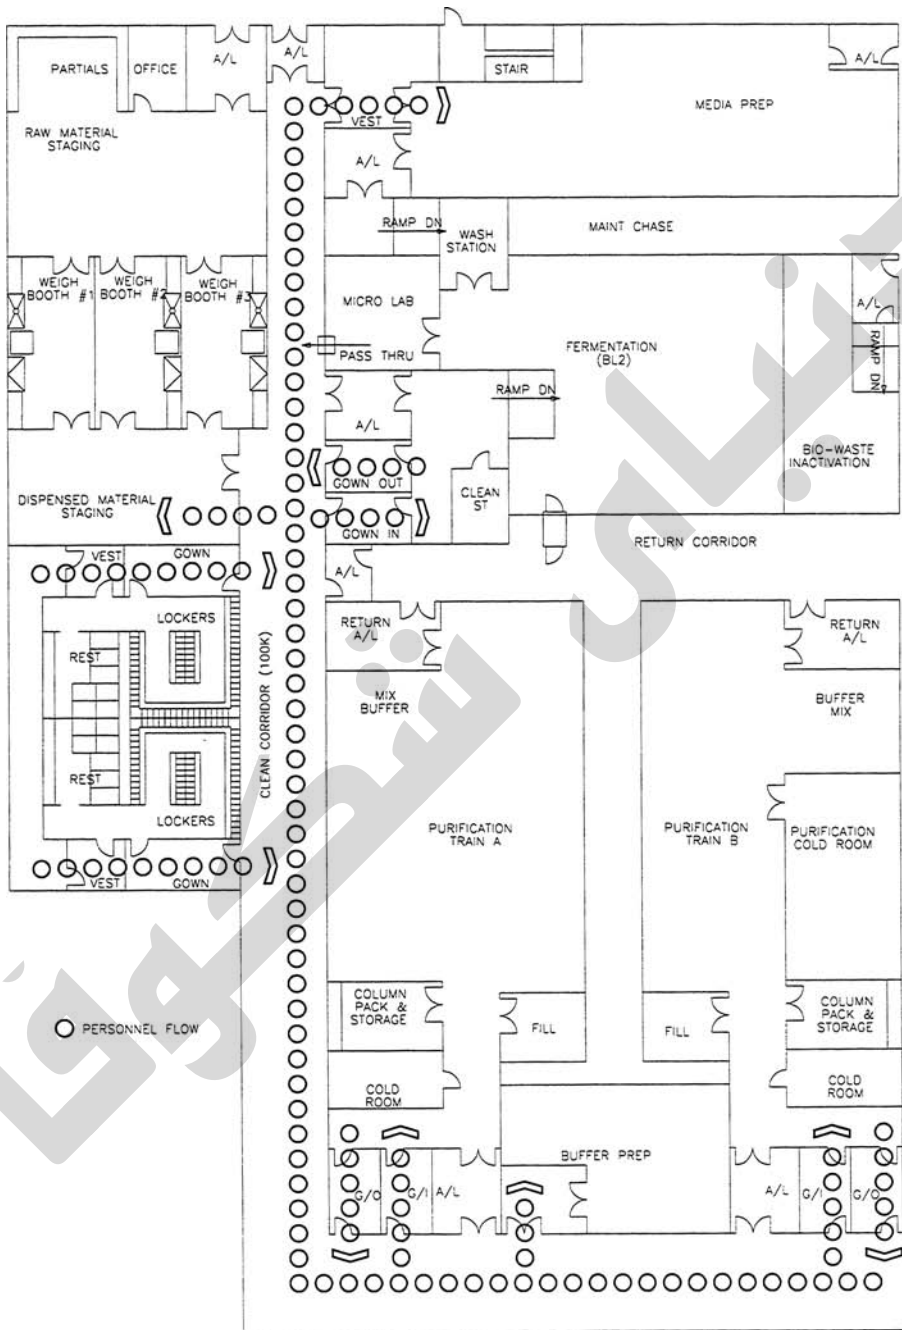 PARTIALS
OFFICE
A/L
A/L
STAIR
A/L
RAW MATERIAL
STAGING
VEST
MEDIA PREP
A/L
RAMP DN
WASH
STATION
MAINT CHASE
WEIGH
BOOTH #1
WEIGH
BOOTH #2
WEIGH
BOOTH #3
MICRO LAB
PASS THRU
FERMENTATION
(BL2)
A/L
RAMP DN
RAMP DN
A/L
BIO-WASTE
INACTIVATION
GOWN OUT
CLEAN
ST
DISPENSED MATERIAL
STAGING
GOWN IN
RETURN CORRIDOR
VEST
GOWN
A/L
LOCKERS
REST
RETURN
A/L
RETURN
A/L
CLEAN CORRIDOR (100K)
MIX
BUFFER
BUFFER
MIX
REST
LOCKERS
PURIFICATION
TRAIN A
PURIFICATION
TRAIN B
PURIFICATION
COLD ROOM
VEST
GOWN
COLUMN
PACK &
STORAGE
FILL
FILL
COLUMN
PACK &
STORAGE
PERSONNEL FLOW
COLD
ROOM
COLD
ROOM
BUFFER PREP
G/O
G/I
A/L
A/L
G/I
G/O